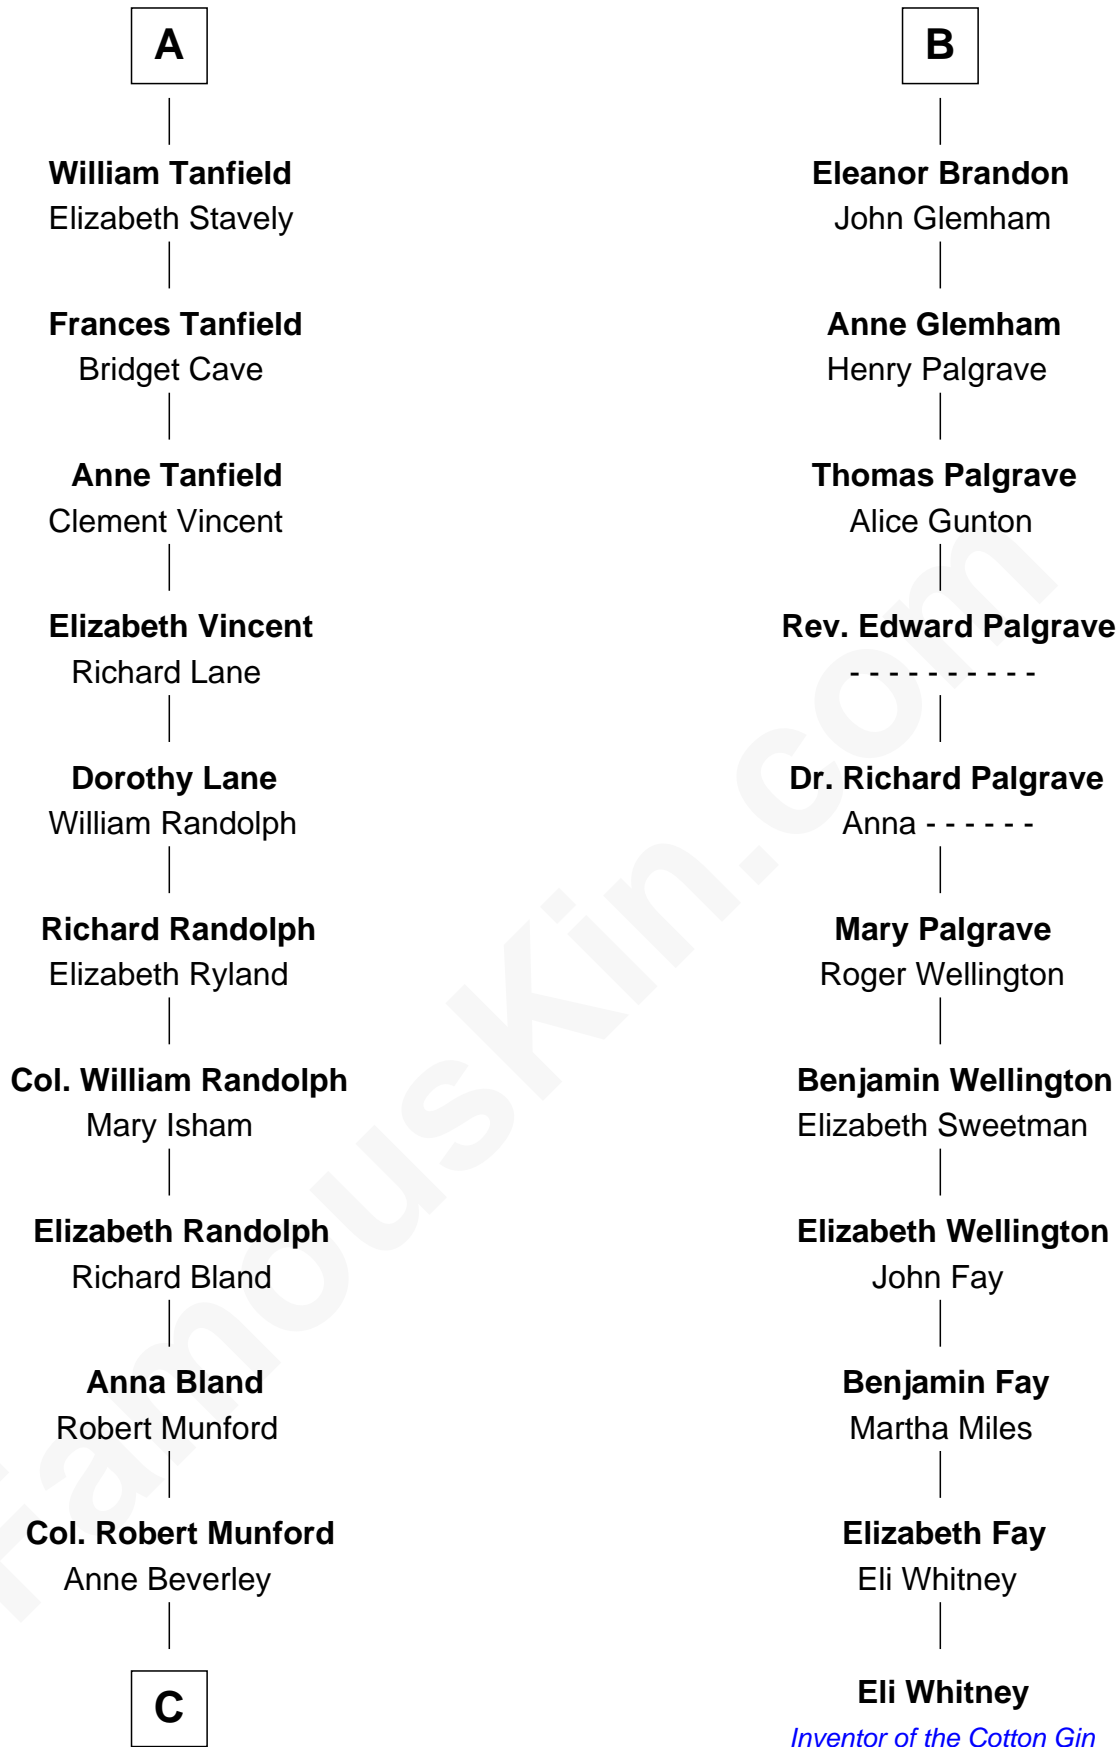 A
William Tanfield
Elizabeth Stavely
Frances Tanfield
Bridget Cave
Anne Tanfield
Clement Vincent
Elizabeth Vincent
Richard Lane
Dorothy Lane
William Randolph
Richard Randolph
Elizabeth Ryland
Col. William Randolph
Mary Isham
Elizabeth Randolph
Richard Bland
Anna Bland
Robert Munford
Col. Robert Munford
Anne Beverley
C
B
Eleanor Brandon
John Glemham
Anne Glemham
Henry Palgrave
Thomas Palgrave
Alice Gunton
Rev. Edward Palgrave
- - - - - - - - - -
Dr. Richard Palgrave
Anna - - - - - -
Mary Palgrave
Roger Wellington
Benjamin Wellington
Elizabeth Sweetman
Elizabeth Wellington
John Fay
Benjamin Fay
Martha Miles
Elizabeth Fay
Eli Whitney
Eli Whitney
Inventor of the Cotton Gin
FamousKin.com